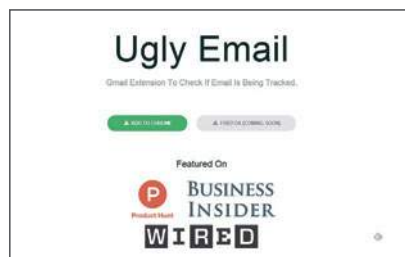 Ugly Email
Gmail Extension To Check If Email Is Being Tracked.
ADD TO CHROME
FIREFOX (COMING SOON)
Featured On
P
Product Hunt
BUSINESS
INSIDER
WIRED